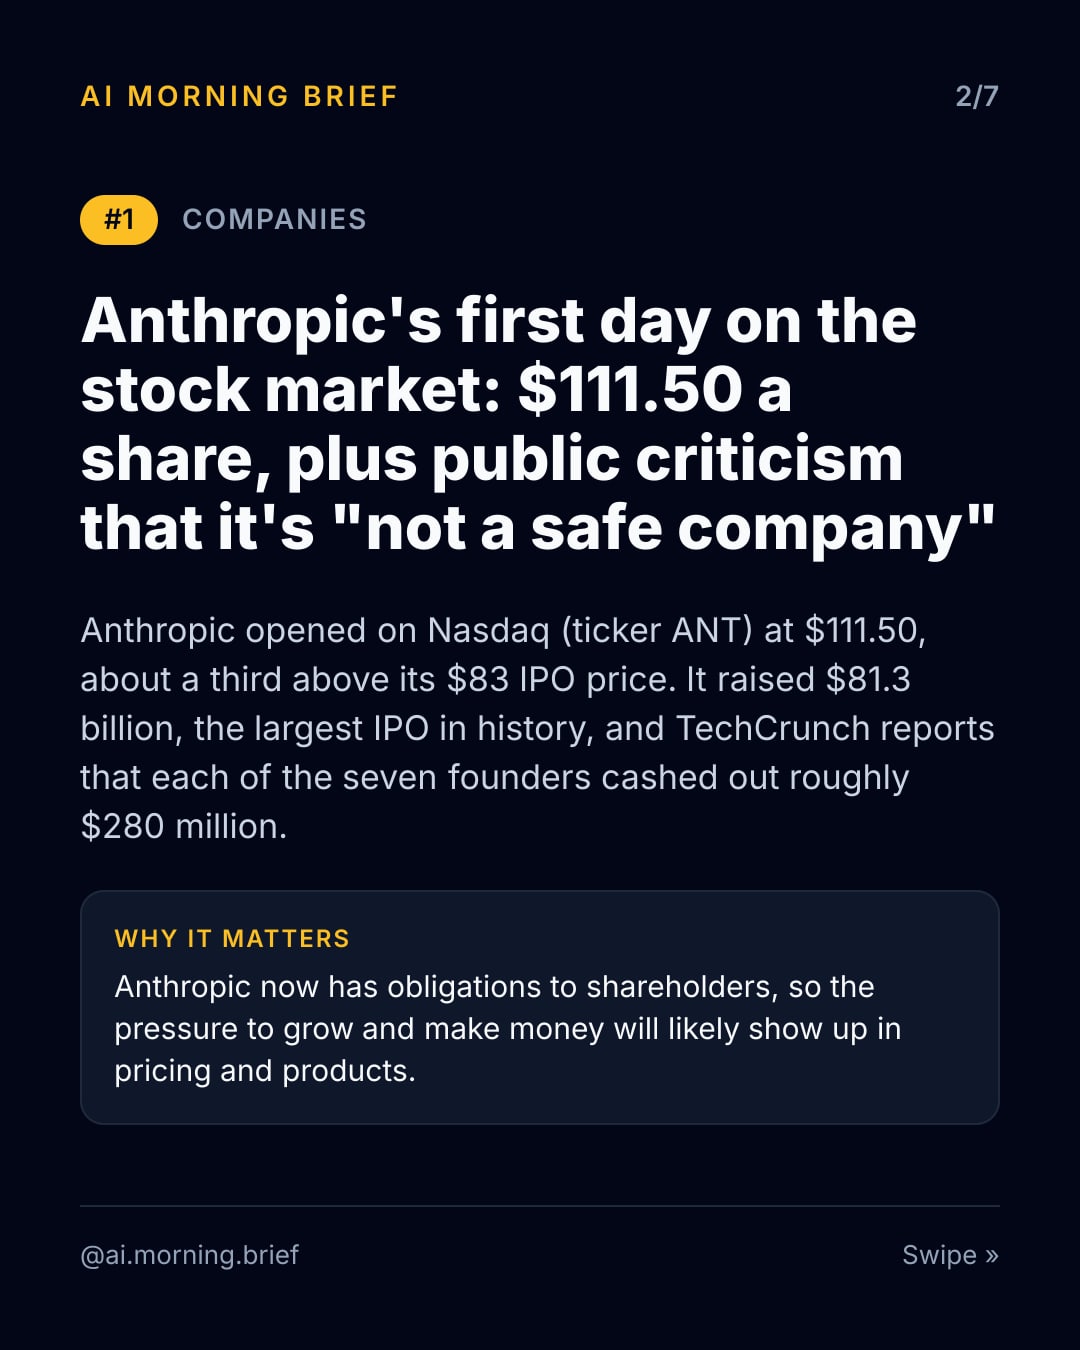 AI MORNING BRIEF
2/7
#1 COMPANIES
Anthropic's first day on the
stock market: $111.50 a
share, plus public criticism
that it's "not a safe company"
Anthropic opened on Nasdaq (ticker ANT) at $111.50,
about a third above its $83 IPO price. It raised $81.3
billion, the largest IPO in history, and TechCrunch reports
that each of the seven founders cashed out roughly
$280 million.
WHY IT MATTERS
Anthropic now has obligations to shareholders, so the
pressure to grow and make money will likely show up in
pricing and products.
@ai.morning.brief
Swipe »